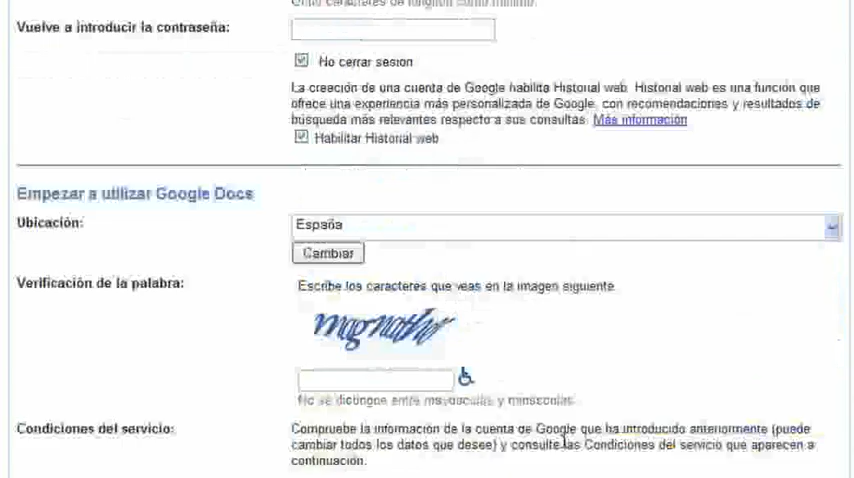 Vuelve a introducir la contraseña:
No cerrar sesión
La creación de una cuenta de Google habilita Historial web. Historial web es una función que
ofrece una experiencia más personalizada de Google, con recomendaciones y resultados de
búsqueda más relevantes respecto a sus consultas. Más información
Habilitar Historial web
Empezar a utilizar Google Docs
Ubicación:
España
Cambiar
Verificación de la palabra:
Escribe los caracteres que veas en la imagen siguiente.
No se distingue entre mayúsculas y minúsculas.
Condiciones del servicio:
Compruebe la información de la cuenta de Google que ha introducido anteriormente (puede
cambiar todos los datos que desee) y consulte las Condiciones del servicio que aparecen a
continuación.